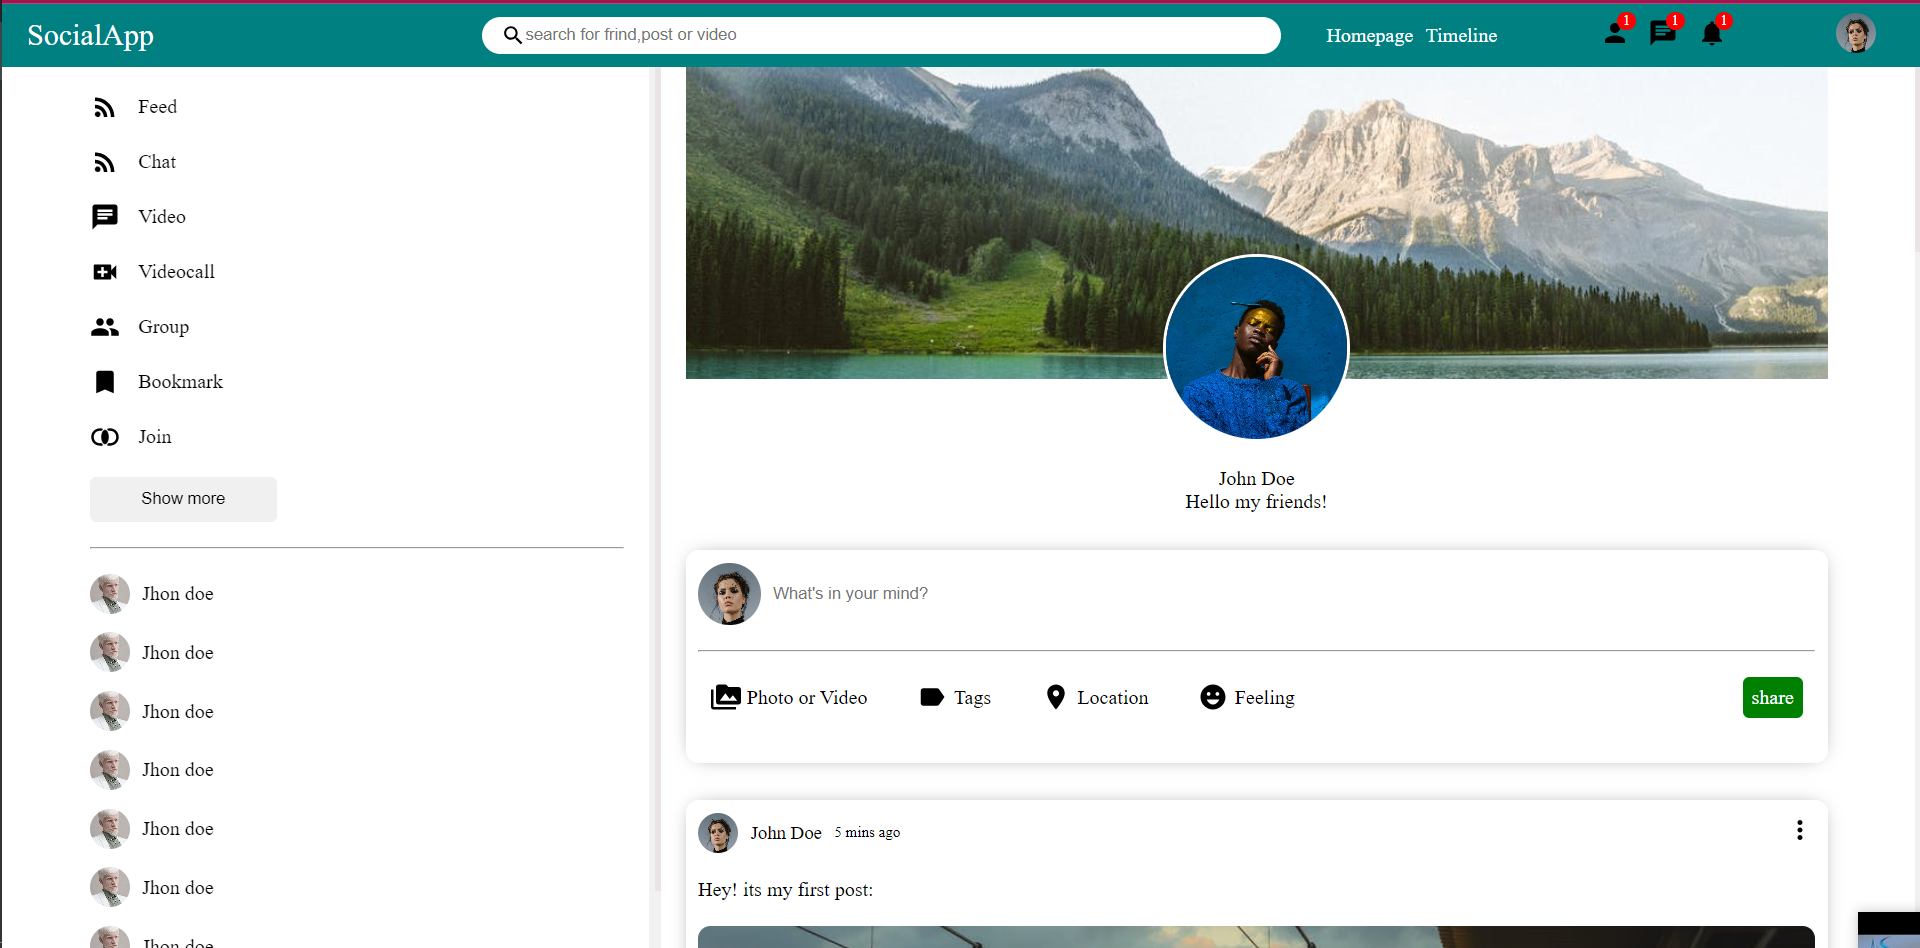 SocialApp
search for frind,post or video
Homepage Timeline
1
1
1
Feed
Chat
Video
Videocall
Group
Bookmark
Join
Show more
Jhon doe
Jhon doe
Jhon doe
Jhon doe
Jhon doe
Jhon doe
Jhon doe
John Doe
Hello my friends!
What's in your mind?
Photo or Video
Tags
Location
Feeling
share
John Doe 5 mins ago
Hey! its my first post: